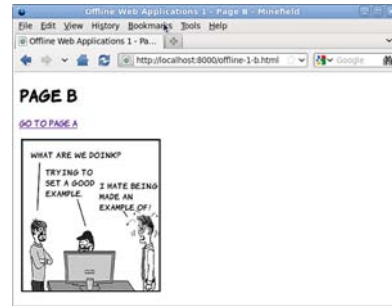 Offline Web Applications 1 - Page B - Minefield
File Edit View History Bookmarks Tools Help
Offline Web Applications 1 - Pa...
http://localhost:8000/offline-1-b.html
Google
PAGE B
GO TO PAGE A
WHAT ARE WE DOINK?
TRYING TO
SET A GOOD
EXAMPLE.
I HATE BEING
MADE AN
EXAMPLE OF!